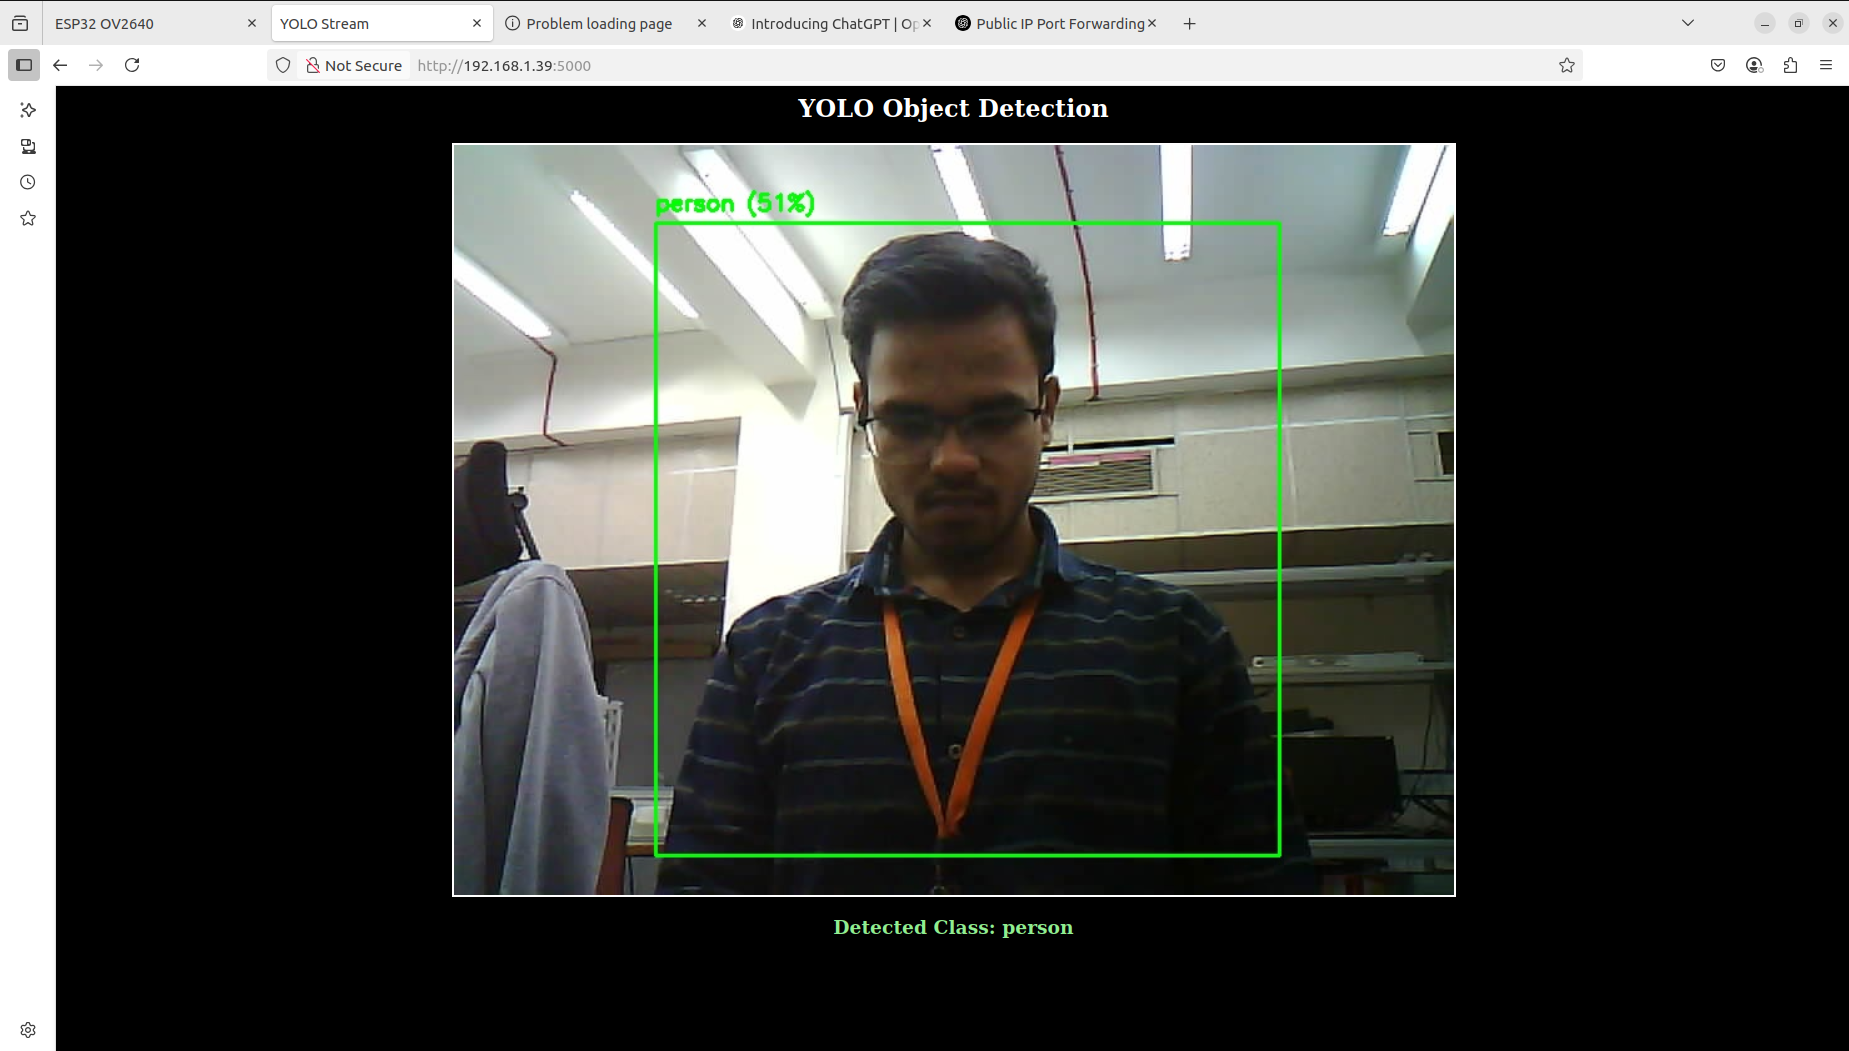 ESP32 OV2640
YOLO Stream
Problem loading page
Introducing ChatGPT | Op
Public IP Port Forwarding
Not Secure
http://192.168.1.39:5000
YOLO Object Detection
person (51%)
Detected Class: person